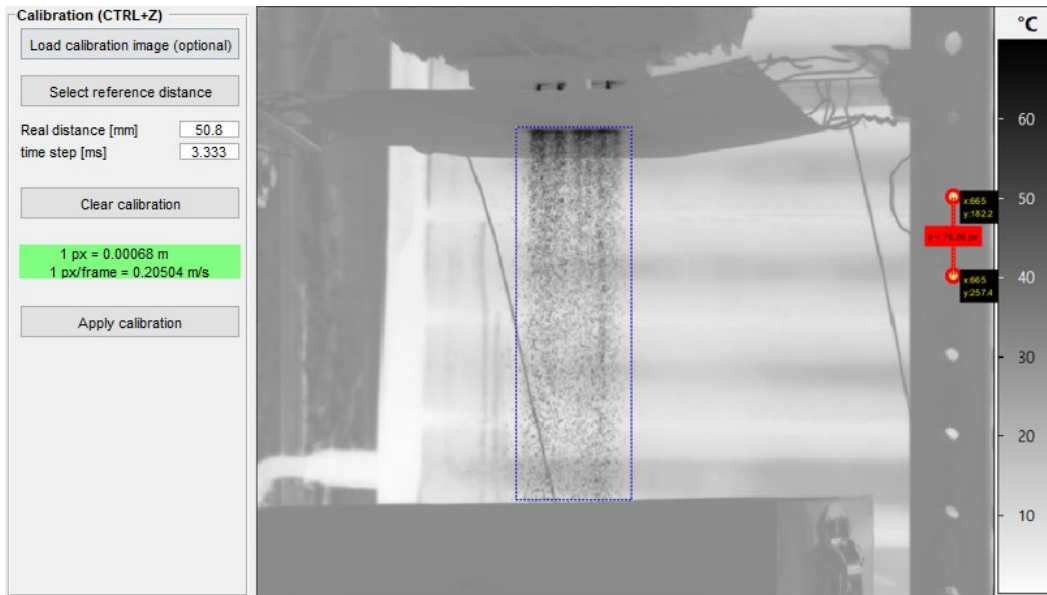 Calibration (CTRL+Z)
Load calibration image (optional)
Select reference distance
Real distance [mm] 50.8
time step [ms] 3.333
Clear calibration
1 px = 0.00068 m
1 px/frame = 0.20504 m/s
Apply calibration
x:665
y:182.2
x:665
y:257.4
°C
60
50
40
30
20
10